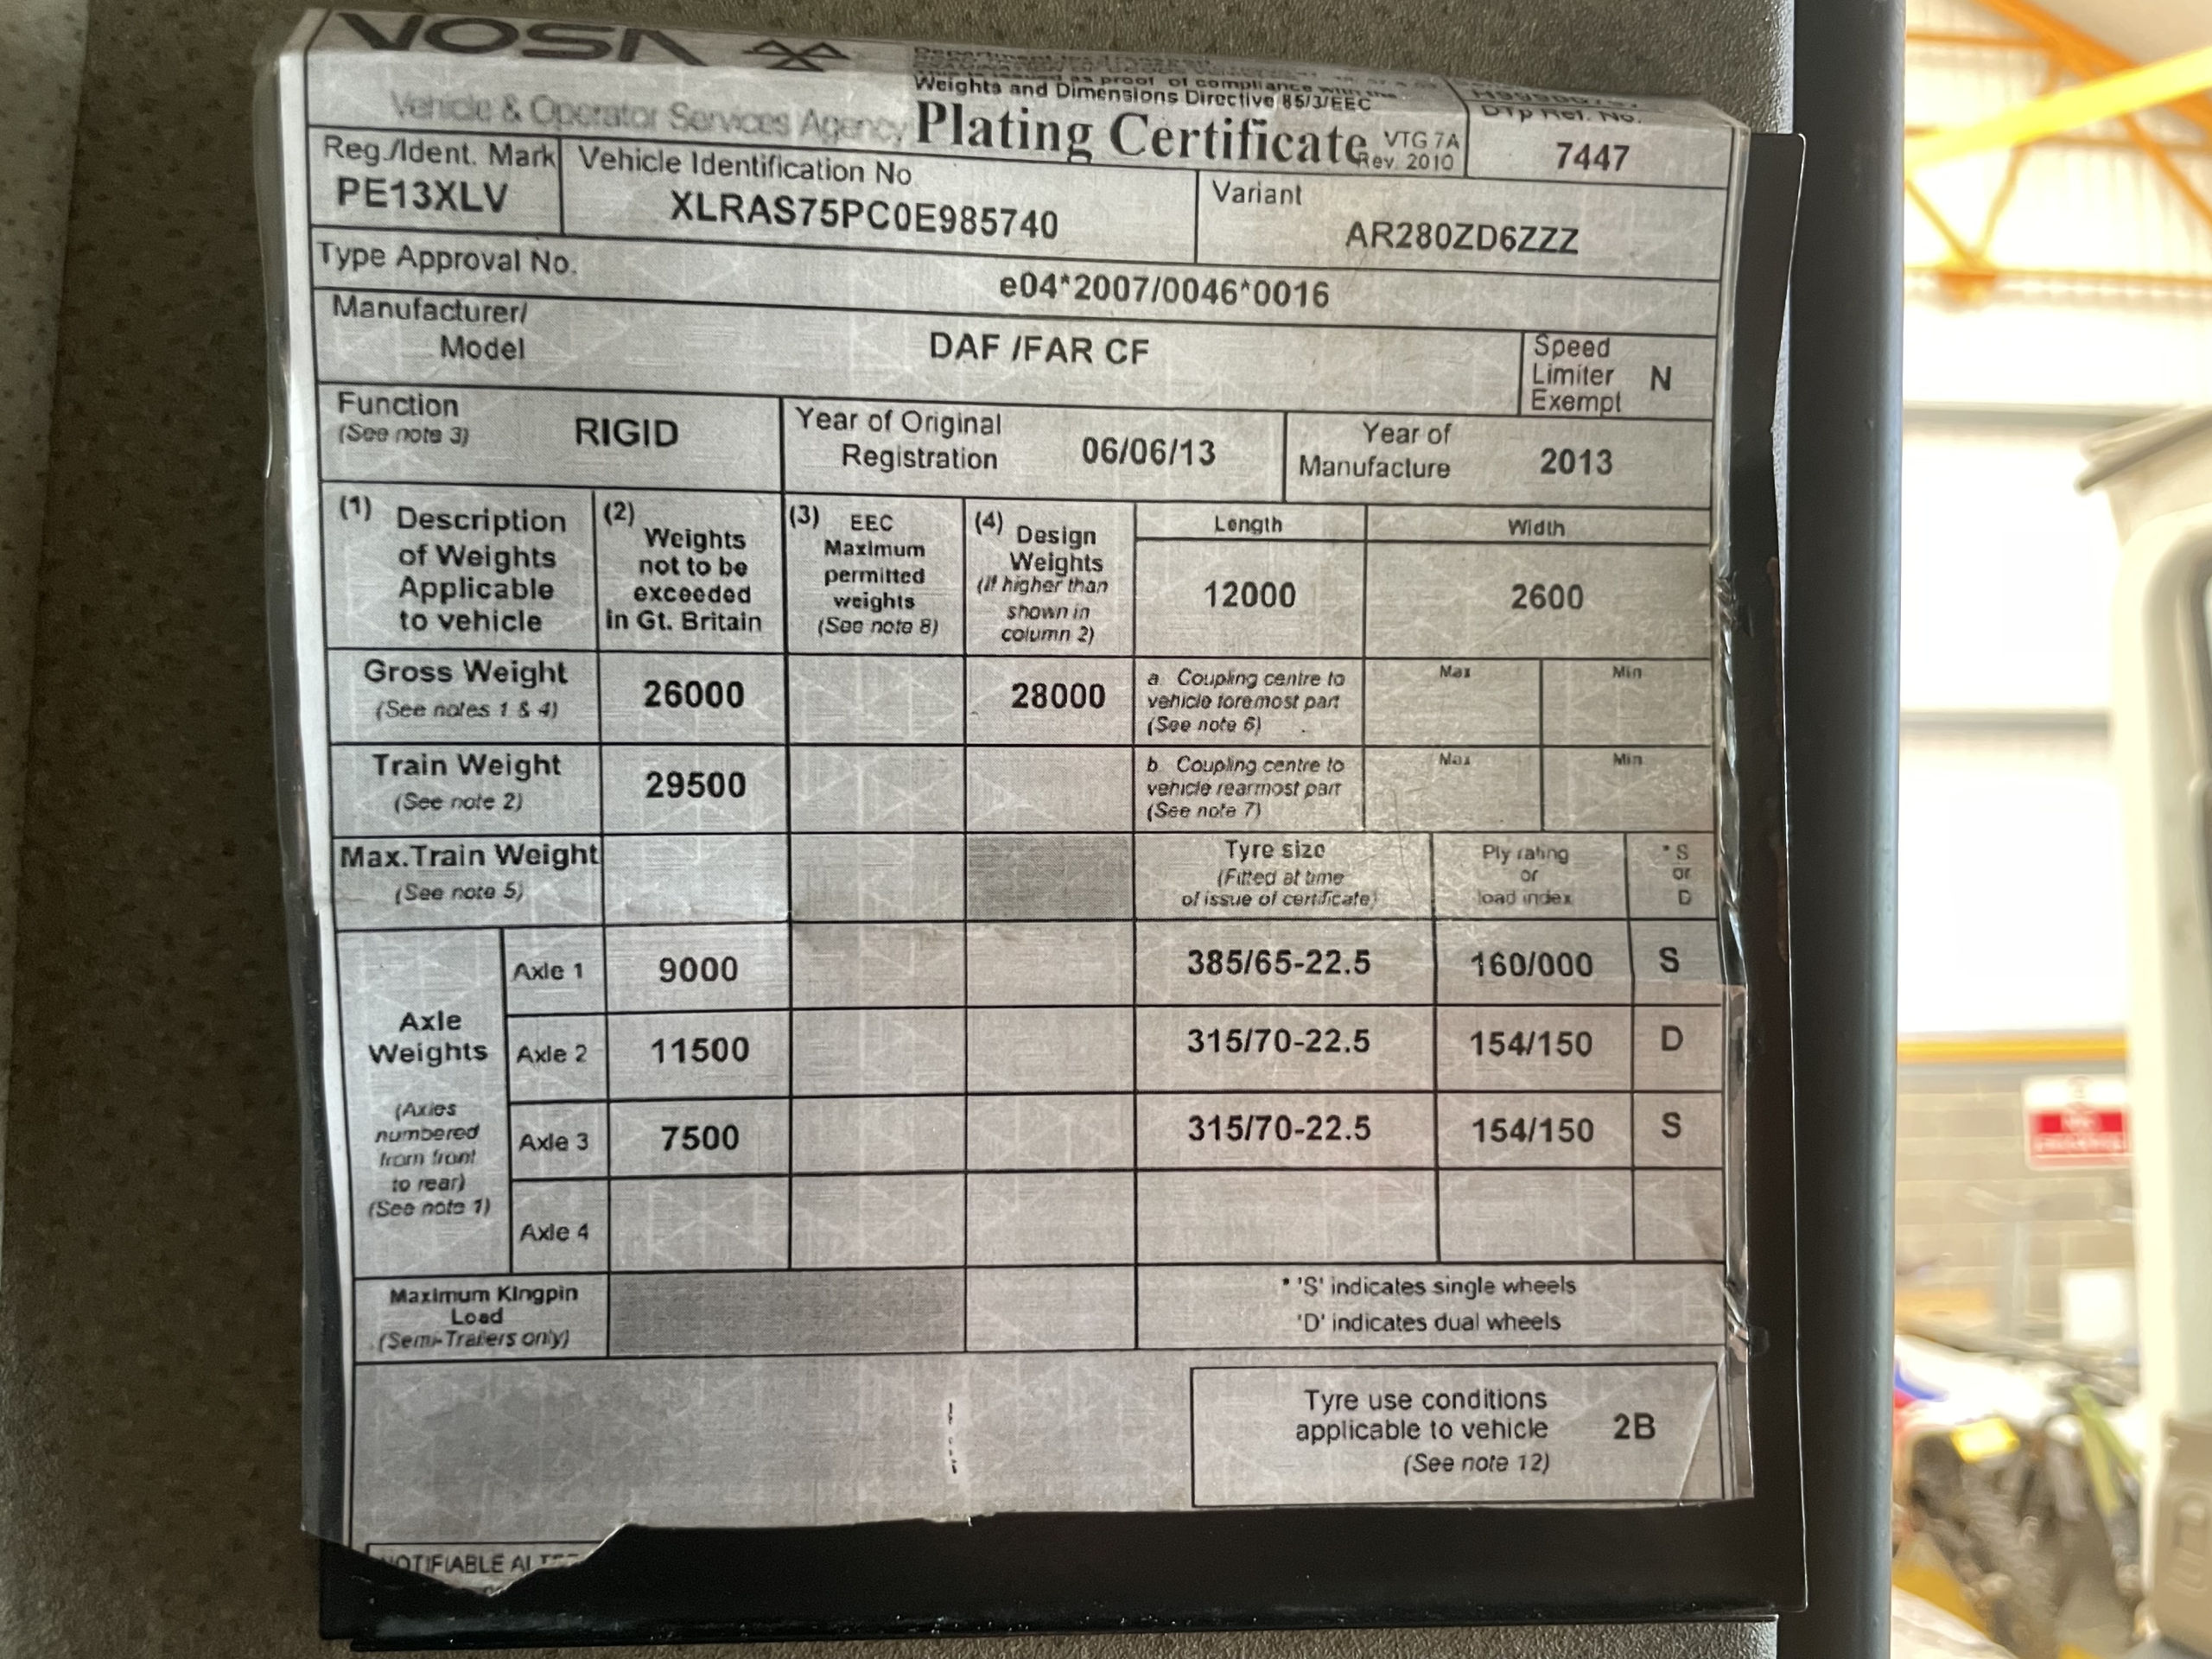 VOSA
Weights and Dimensions Directive 85/3/EEC
Vehicle & Operator Services Agency
Plating Certificate
VTG 7A
Rev. 2010
DTp Ref. No.
7447
Reg./Ident. Mark
PE13XLV
Vehicle Identification No
XLRAS75PC0E985740
Variant
AR280ZD6ZZZ
Type Approval No.
e04*2007/0046*0016
Manufacturer/
Model
DAF /FAR CF
Speed
Limiter
Exempt
N
Function
(See note 3)
RIGID
Year of Original
Registration
06/06/13
Year of
Manufacture
2013
(1) Description
of Weights
Applicable
to vehicle
(2) Weights
not to be
exceeded
in Gt. Britain
(3) EEC
Maximum
permitted
weights
(See note 8)
(4) Design
Weights
(If higher than
shown in
column 2)
Length
12000
Width
2600
Gross Weight
(See notes 1 & 4)
26000
28000
a Coupling centre to
vehicle foremost part
(See note 6)
Max
Min
Train Weight
(See note 2)
29500
b Coupling centre to
vehicle rearmost part
(See note 7)
Max
Min
Max.Train Weight
(See note 5)
Tyre size
(Fitted at time
of issue of certificate)
Ply rating
or
load index
* S
or
D
Axle
Weights
(Axles
numbered
from front
to rear)
(See note 1)
Axle 1
9000
385/65-22.5
160/000
S
Axle 2
11500
315/70-22.5
154/150
D
Axle 3
7500
315/70-22.5
154/150
S
Axle 4
Maximum Kingpin
Load
(Semi-Trailers only)
* 'S' indicates single wheels
'D' indicates dual wheels
Tyre use conditions
applicable to vehicle
(See note 12)
2B
NOTIFIABLE